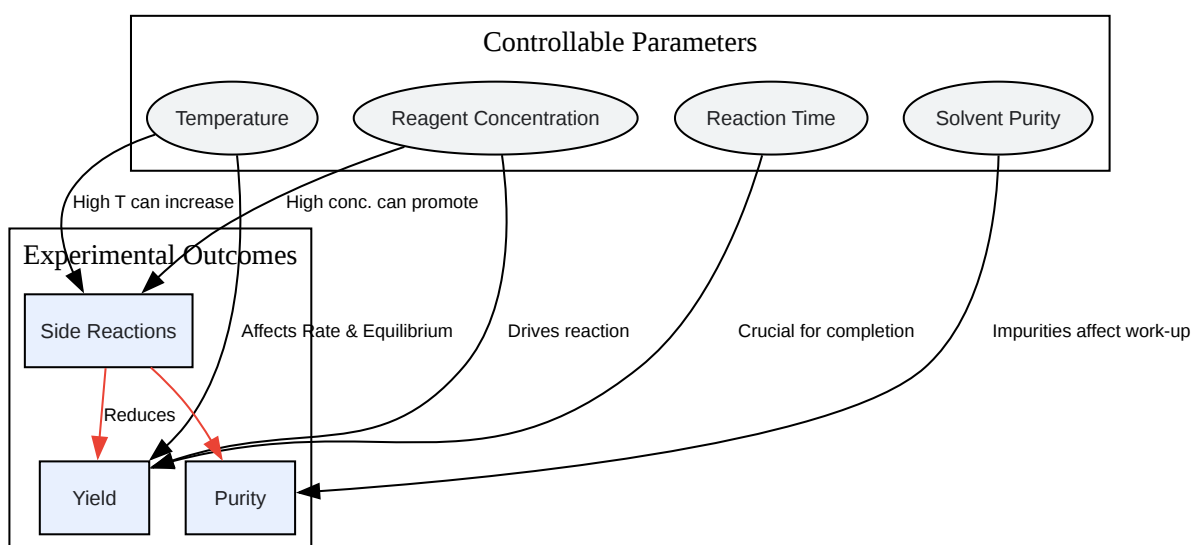 Controllable Parameters
Temperature
Reagent Concentration
Reaction Time
Solvent Purity
High T can increase
High conc. can promote
Experimental Outcomes
Side Reactions
Affects Rate & Equilibrium
Drives reaction
Crucial for completion
Impurities affect work-up
Reduces
Yield
Purity